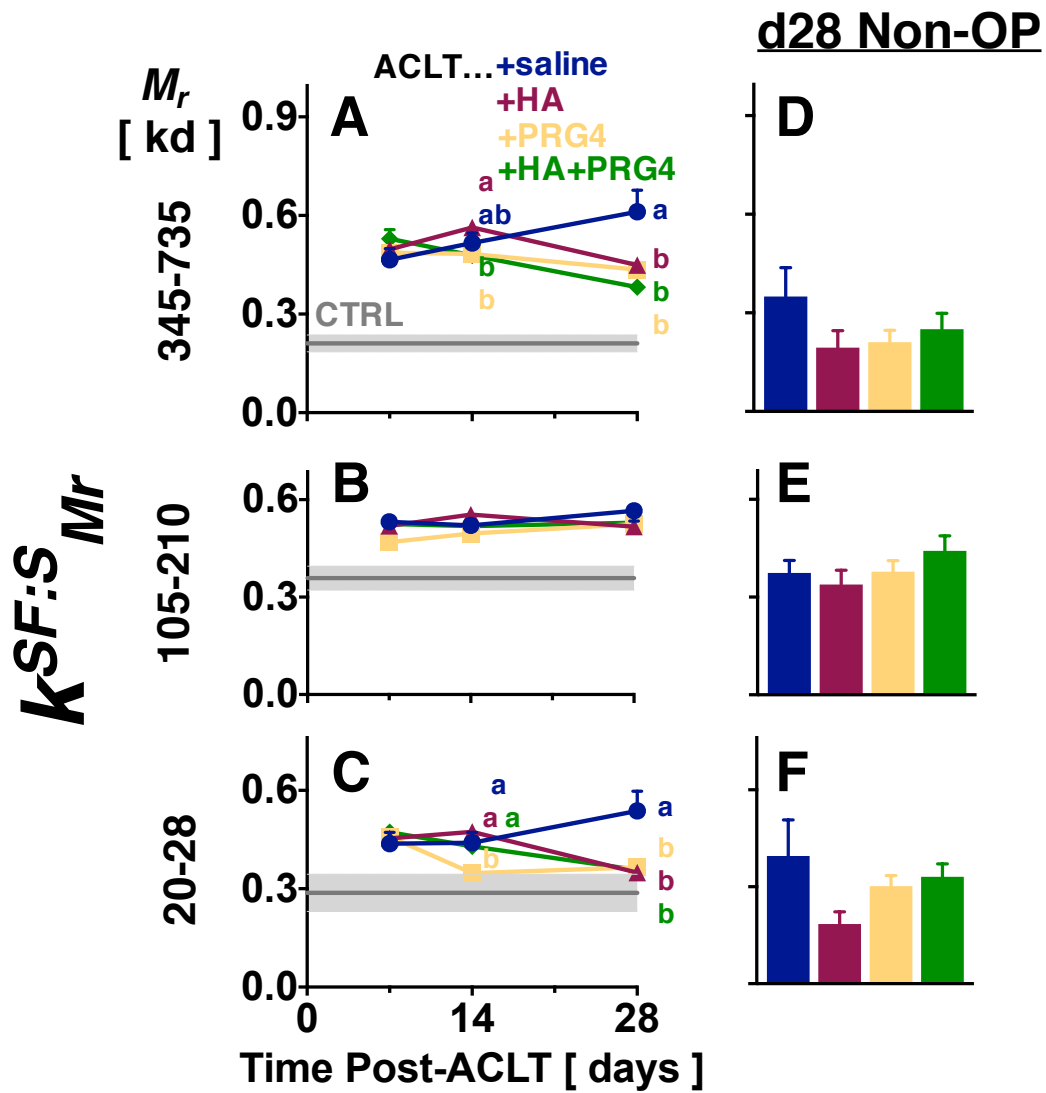 d28 Non-OP
ACLT...+saline
+HA
+PRG4
+HA+PRG4
Mr
[ kd ]
kSF:S Mr
345-735
A
0.9
0.6
0.3
0.0
CTRL
a
ab
b
b
a
b
b
b
D
105-210
B
0.6
0.3
0.0
E
20-28
C
0.6
0.3
0.0
a
a a
b
a
b
b
b
F
0 14 28
Time Post-ACLT [ days ]